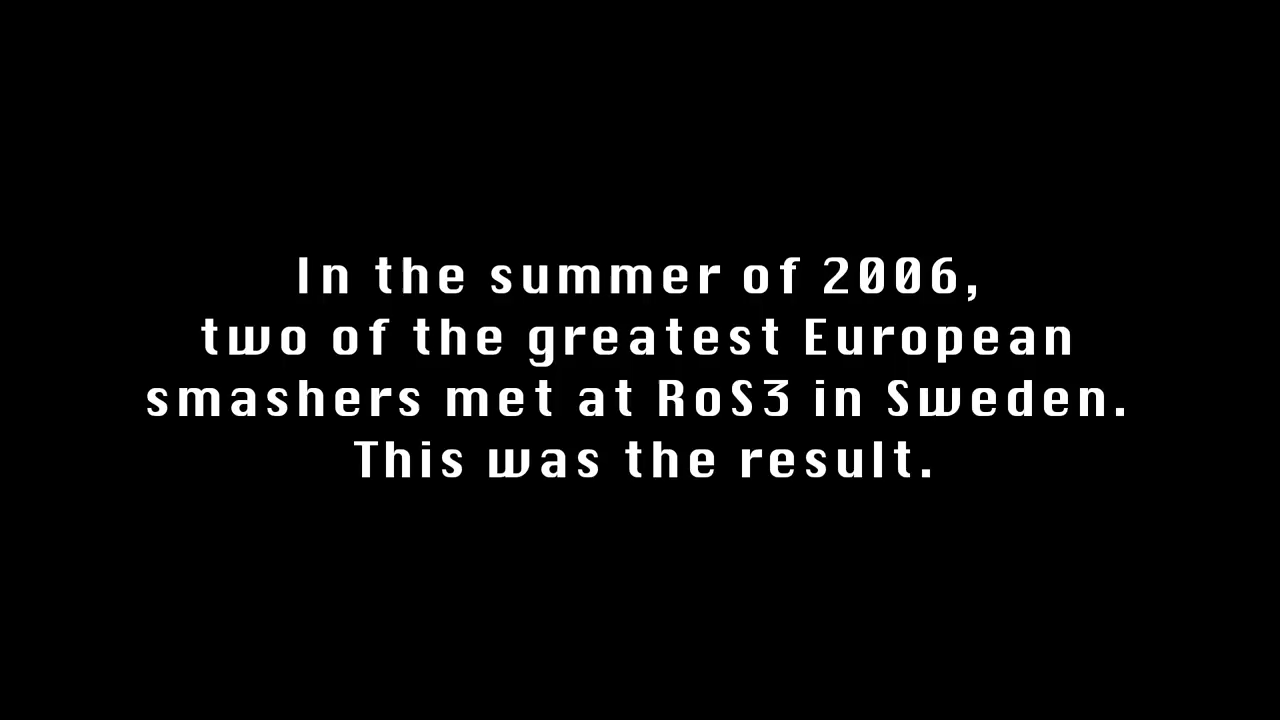 In the summer of 2006,
two of the greatest European
smashers met at RoS3 in Sweden.
This was the result.